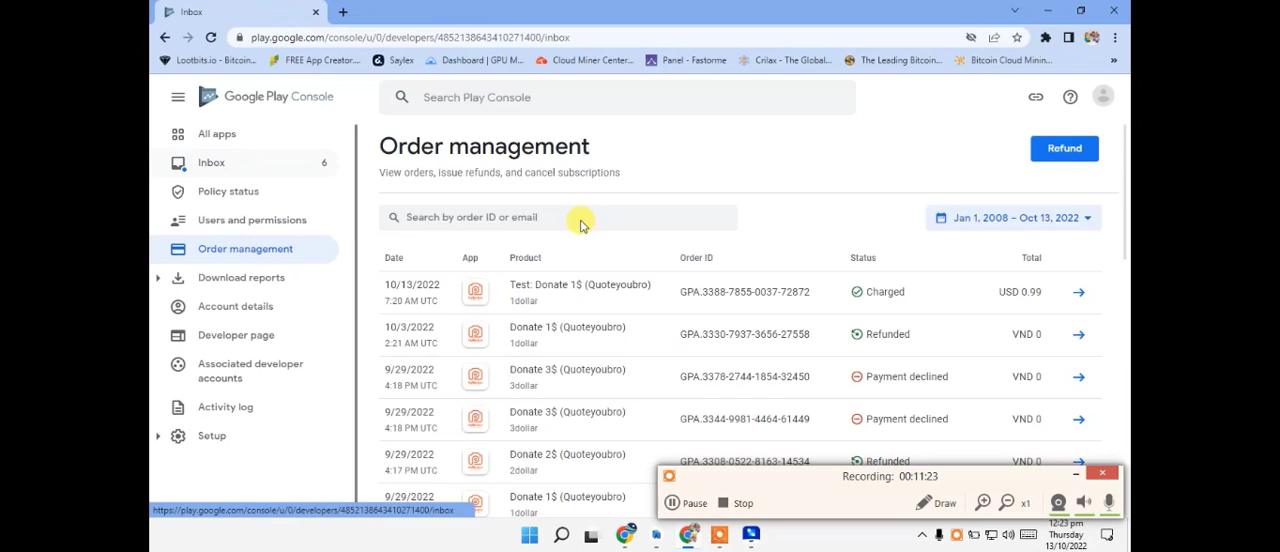 Inbox
play.google.com/console/u/0/developers/4852138643410271400/inbox
Lootbits.io - Bitcoin... FREE App Creator.... Saylex Dashboard | GPU M... Cloud Miner Center... Panel - Fastorme Crilax - The Global... The Leading Bitcoin... Bitcoin Cloud Minin... »
Google Play Console
Search Play Console
All apps
Inbox 6
Policy status
Users and permissions
Order management
Download reports
Account details
Developer page
Associated developer
accounts
Activity log
Setup
Order management
Refund
View orders, issue refunds, and cancel subscriptions
Search by order ID or email
Jan 1, 2008 – Oct 13, 2022
Date App Product Order ID Status Total
10/13/2022 Test: Donate 1$ (Quoteyoubro) GPA.3388-7855-0037-72872 Charged USD 0.99
7:20 AM UTC 1dollar
10/3/2022 Donate 1$ (Quoteyoubro) GPA.3330-7937-3656-27558 Refunded VND 0
2:21 AM UTC 1dollar
9/29/2022 Donate 3$ (Quoteyoubro) GPA.3378-2744-1854-32450 Payment declined VND 0
4:18 PM UTC 3dollar
9/29/2022 Donate 3$ (Quoteyoubro) GPA.3344-9981-4464-61449 Payment declined VND 0
4:18 PM UTC 3dollar
9/29/2022 Donate 2$ (Quoteyoubro) GPA.3308-0522-8163-14534 Refunded VND 0
4:17 PM UTC 2dollar
9/29/2022 Donate 1$ (Quoteyoubro)
1dollar
Recording: 00:11:23
Pause Stop Draw x1
https://play.google.com/console/u/0/developers/4852138643410271400/inbox
12:23 pm
Thursday
13/10/2022